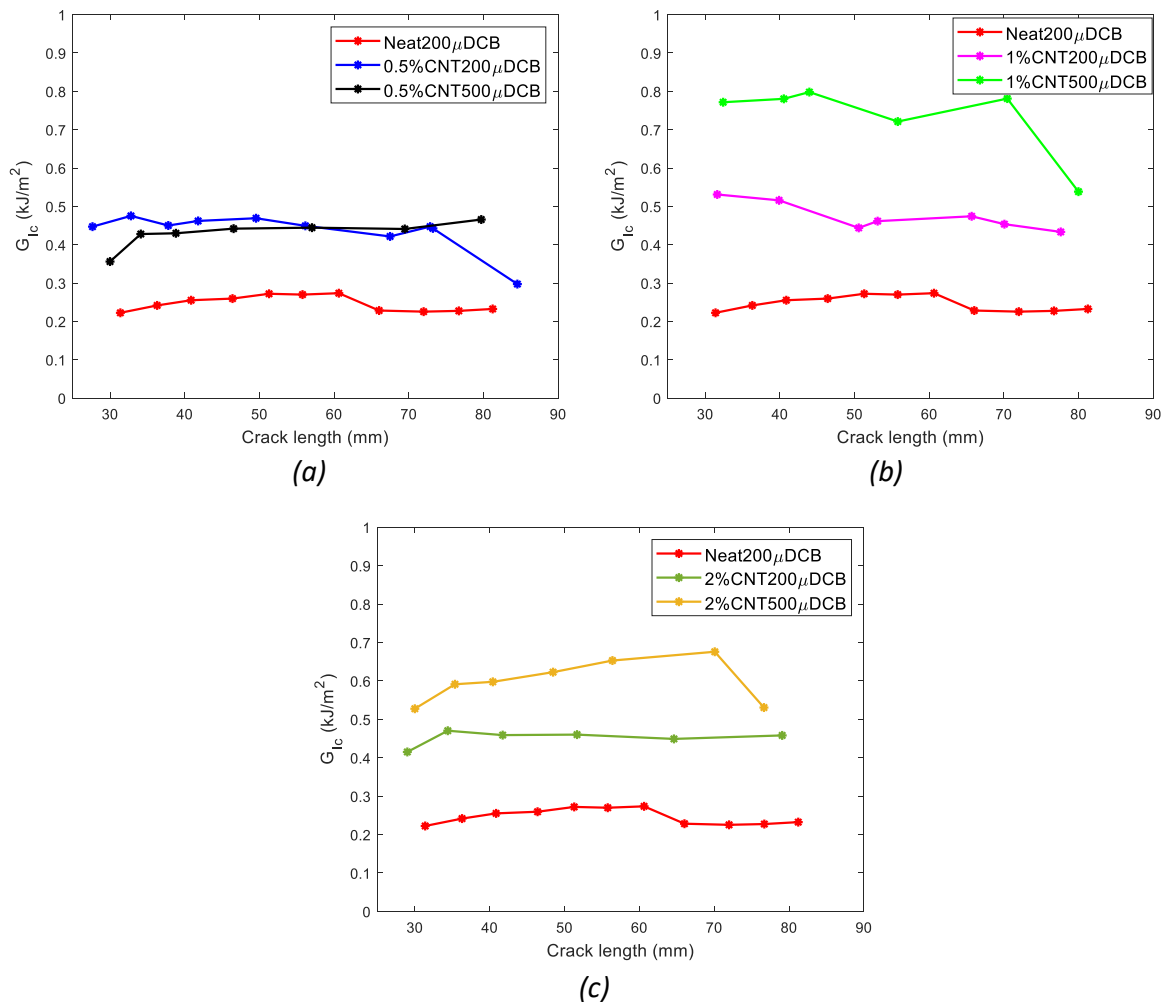 1
0.9
0.8
0.7
0.6
0.5
0.4
0.3
0.2
0.1
0
G_Ic (kJ/m^2)
Neat200μDCB
0.5%CNT200μDCB
0.5%CNT500μDCB
30 40 50 60 70 80 90
Crack length (mm)
(a)
1
0.9
0.8
0.7
0.6
0.5
0.4
0.3
0.2
0.1
0
G_Ic (kJ/m^2)
Neat200μDCB
1%CNT200μDCB
1%CNT500μDCB
30 40 50 60 70 80 90
Crack length (mm)
(b)
1
0.9
0.8
0.7
0.6
0.5
0.4
0.3
0.2
0.1
0
G_Ic (kJ/m^2)
Neat200μDCB
2%CNT200μDCB
2%CNT500μDCB
30 40 50 60 70 80 90
Crack length (mm)
(c)